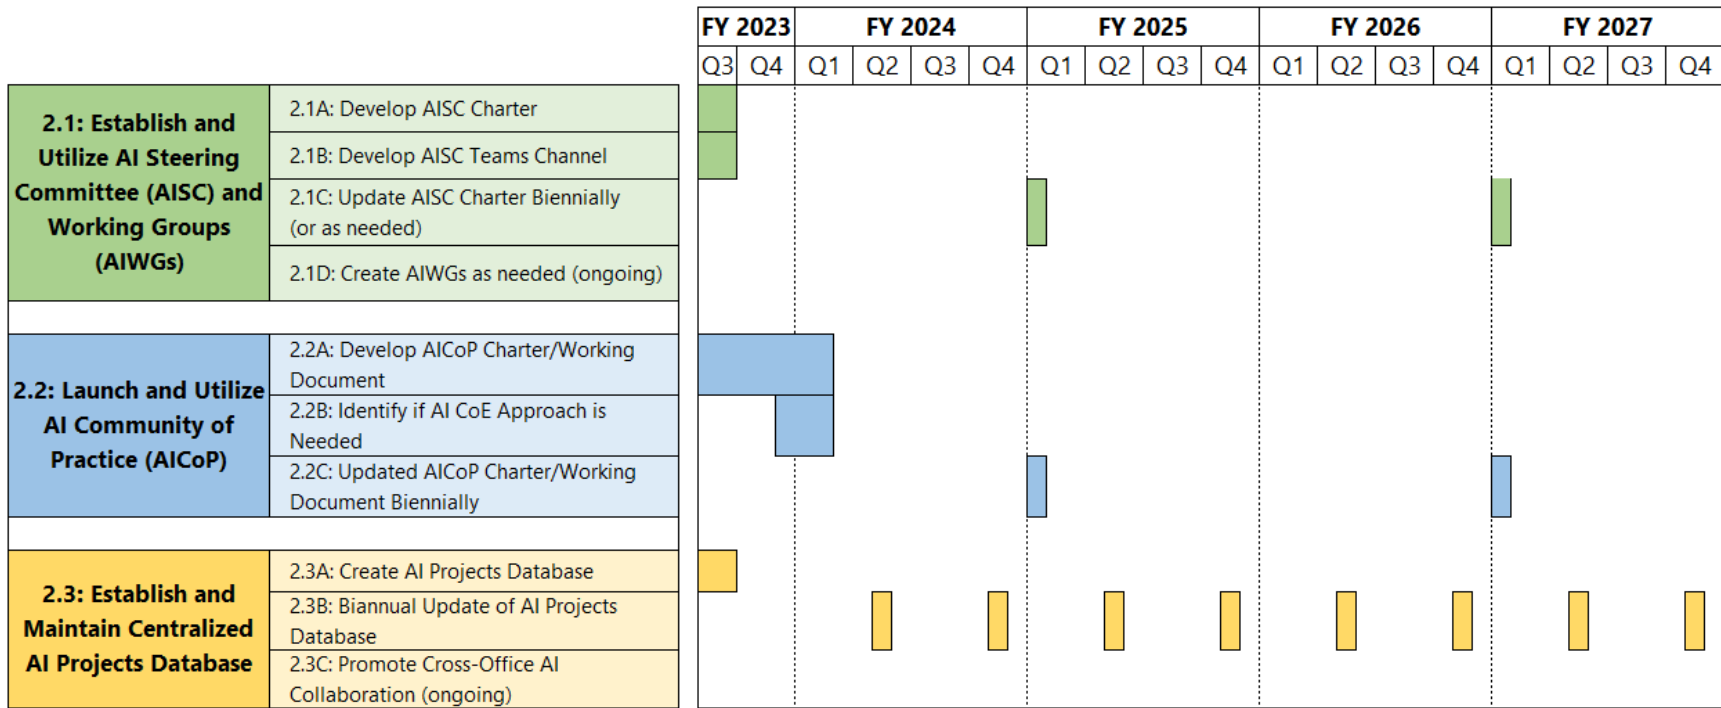 FY 2023 FY 2024 FY 2025 FY 2026 FY 2027
Q3 Q4 Q1 Q2 Q3 Q4 Q1 Q2 Q3 Q4 Q1 Q2 Q3 Q4 Q1 Q2 Q3 Q4
2.1: Establish and
Utilize AI Steering
Committee (AISC) and
Working Groups
(AIWGs)
2.1A: Develop AISC Charter
2.1B: Develop AISC Teams Channel
2.1C: Update AISC Charter Biennially
(or as needed)
2.1D: Create AIWGs as needed (ongoing)
2.2: Launch and Utilize
AI Community of
Practice (AICoP)
2.2A: Develop AICoP Charter/Working
Document
2.2B: Identify if AI CoE Approach is
Needed
2.2C: Updated AICoP Charter/Working
Document Biennially
2.3: Establish and
Maintain Centralized
AI Projects Database
2.3A: Create AI Projects Database
2.3B: Biannual Update of AI Projects
Database
2.3C: Promote Cross-Office AI
Collaboration (ongoing)